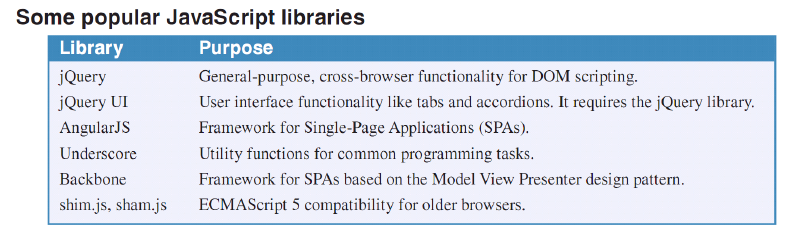 Some popular JavaScript libraries
Library Purpose
jQuery General-purpose, cross-browser functionality for DOM scripting.
jQuery UI User interface functionality like tabs and accordions. It requires the jQuery library.
AngularJS Framework for Single-Page Applications (SPAs).
Underscore Utility functions for common programming tasks.
Backbone Framework for SPAs based on the Model View Presenter design pattern.
shim.js, sham.js ECMAScript 5 compatibility for older browsers.